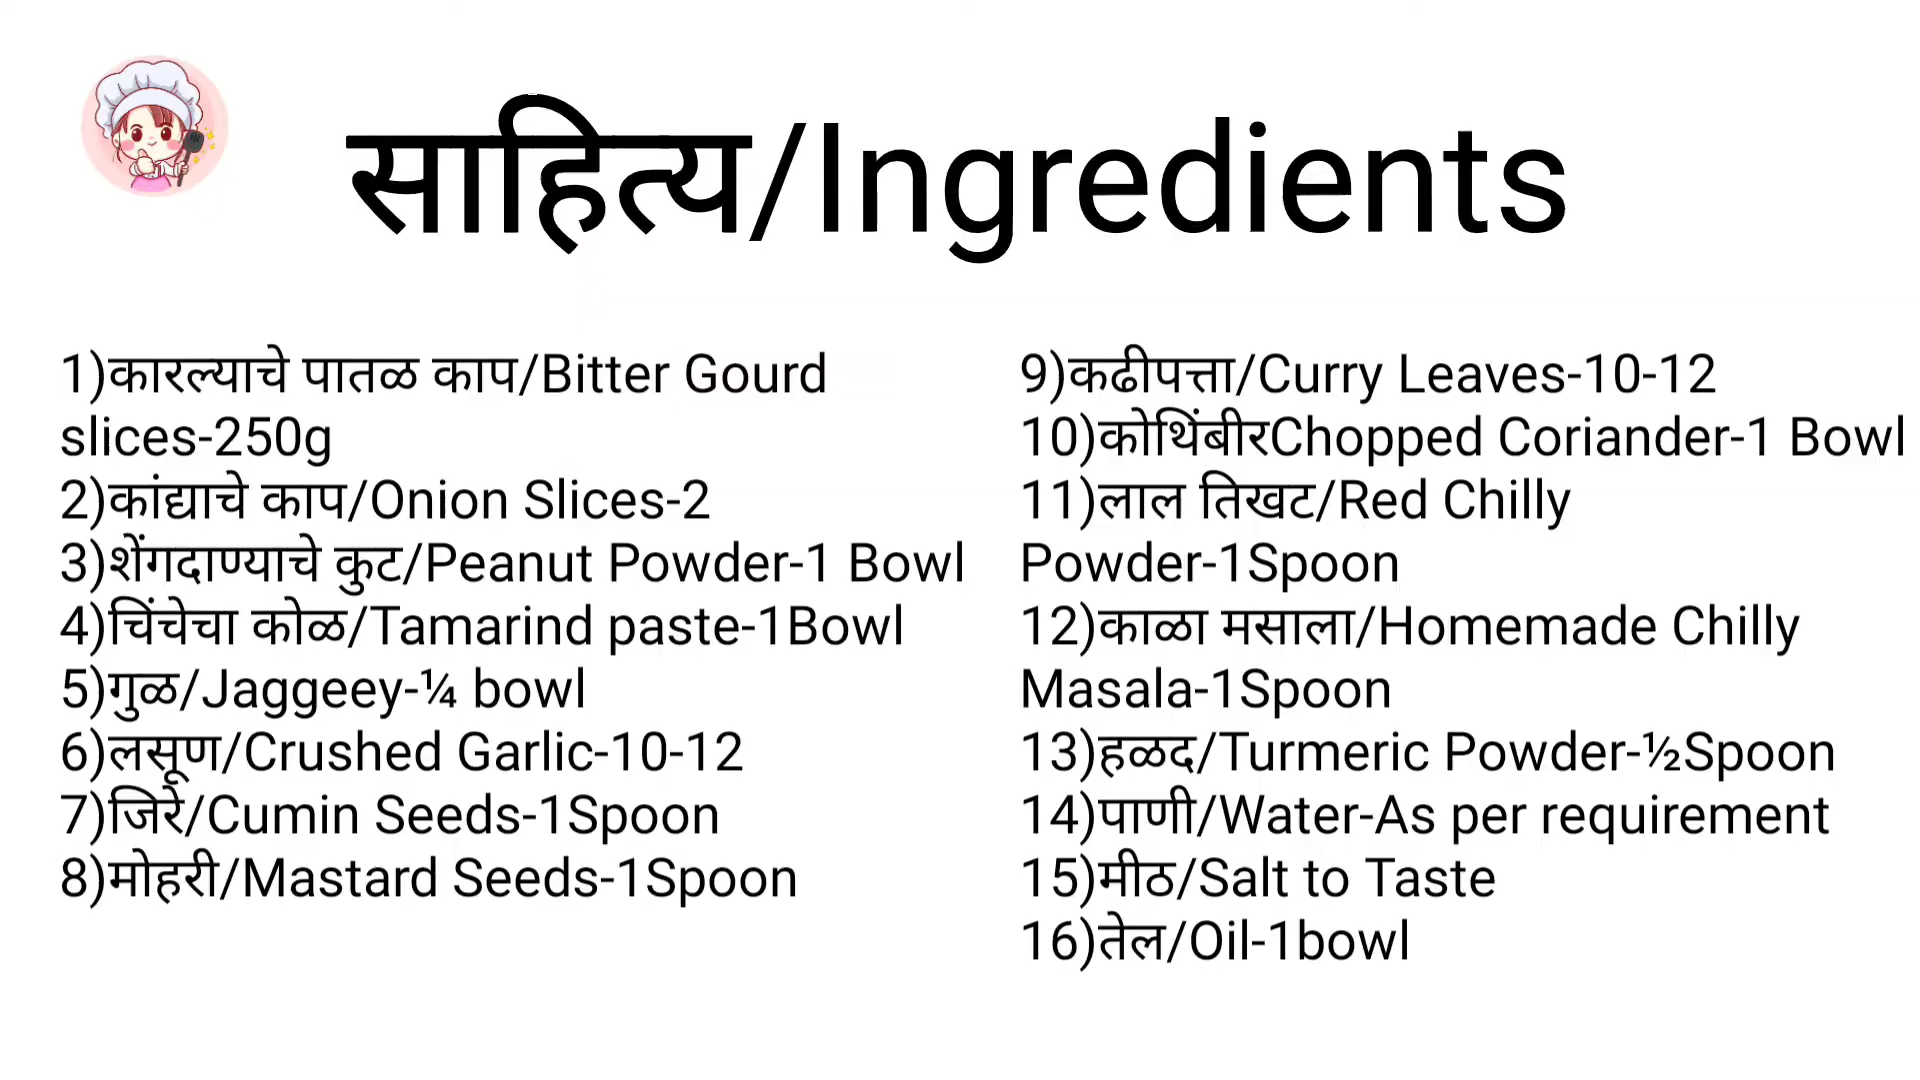 साहित्य/Ingredients
1)कारल्याचे पातळ काप/Bitter Gourd
slices-250g
2)कांद्याचे काप/Onion Slices-2
3)शेंगदाण्याचे कुट/Peanut Powder-1 Bowl
4)चिंचेचा कोळ/Tamarind paste-1Bowl
5)गुळ/Jaggeey-¼ bowl
6)लसूण/Crushed Garlic-10-12
7)जिरे/Cumin Seeds-1Spoon
8)मोहरी/Mastard Seeds-1Spoon
9)कढीपत्ता/Curry Leaves-10-12
10)कोथिंबीरChopped Coriander-1 Bowl
11)लाल तिखट/Red Chilly
Powder-1Spoon
12)काळा मसाला/Homemade Chilly
Masala-1Spoon
13)हळद/Turmeric Powder-½Spoon
14)पाणी/Water-As per requirement
15)मीठ/Salt to Taste
16)तेल/Oil-1bowl